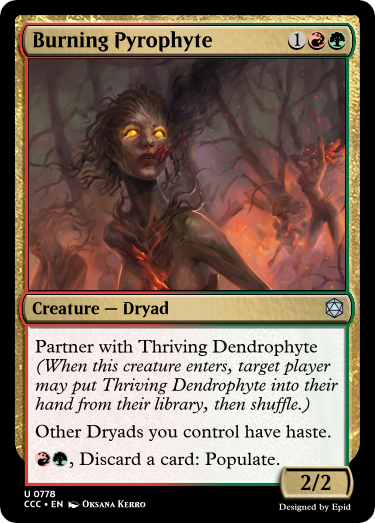 Burning Pyrophyte 1
Creature — Dryad
Partner with Thriving Dendrophyte
(When this creature enters, target player
may put Thriving Dendrophyte into their
hand from their library, then shuffle.)
Other Dryads you control have haste.
, Discard a card: Populate.
2/2
U 0778
CCC • EN Oksana Kerro
Designed by Epid